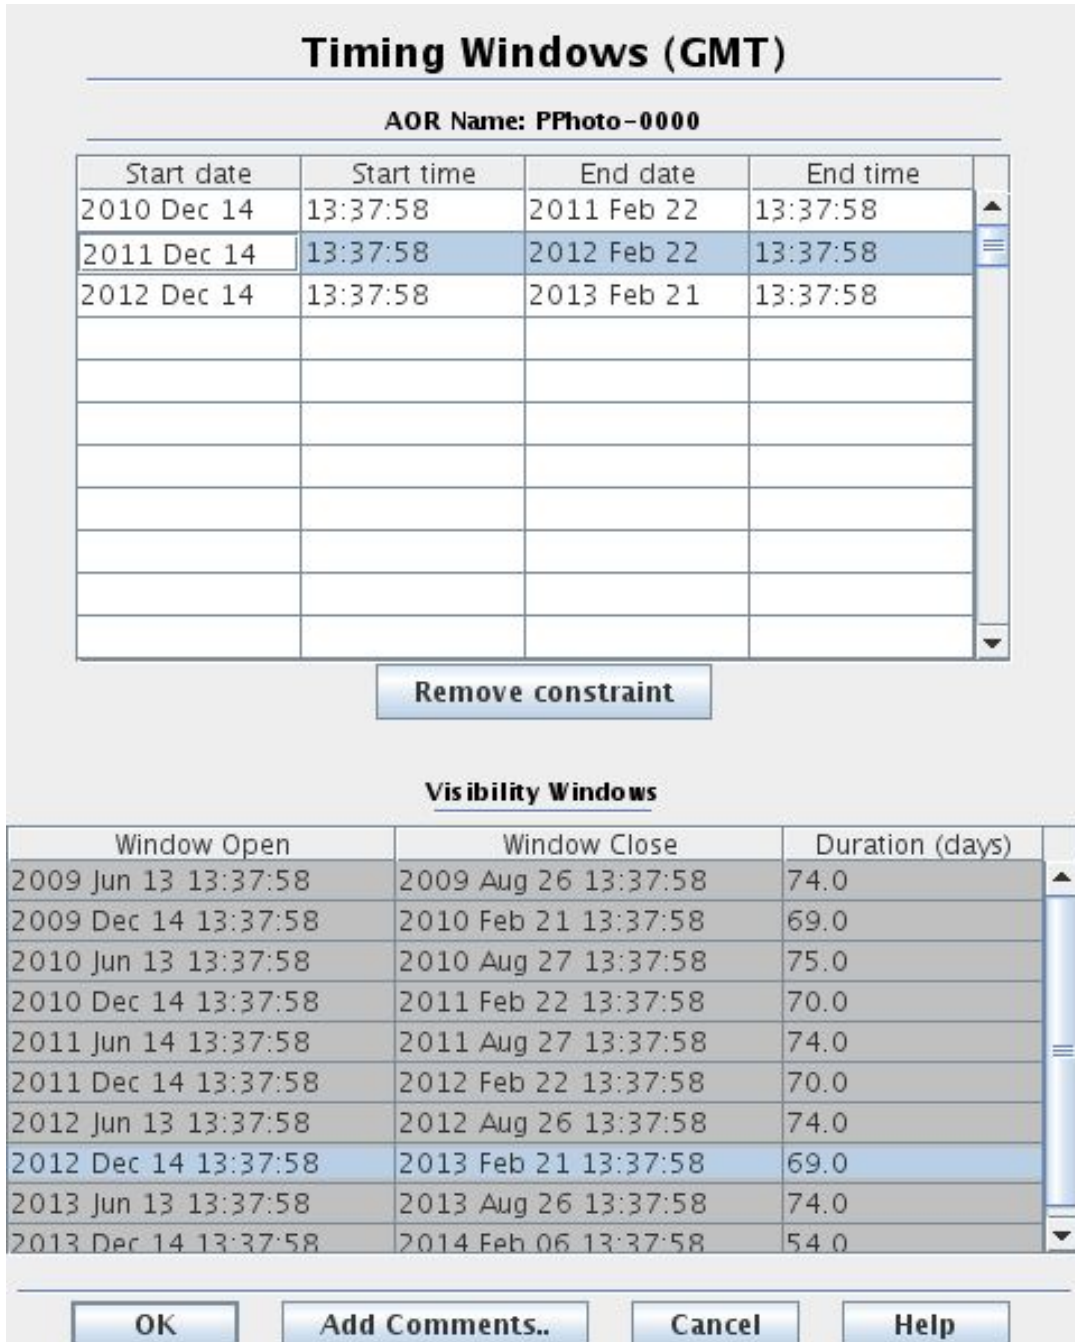 Timing Windows (GMT)
AOR Name: PPhoto-0000
Start date Start time End date End time
2010 Dec 14 13:37:58 2011 Feb 22 13:37:58
2011 Dec 14 13:37:58 2012 Feb 22 13:37:58
2012 Dec 14 13:37:58 2013 Feb 21 13:37:58
Remove constraint
Visibility Windows
Window Open Window Close Duration (days)
2009 Jun 13 13:37:58 2009 Aug 26 13:37:58 74.0
2009 Dec 14 13:37:58 2010 Feb 21 13:37:58 69.0
2010 Jun 13 13:37:58 2010 Aug 27 13:37:58 75.0
2010 Dec 14 13:37:58 2011 Feb 22 13:37:58 70.0
2011 Jun 14 13:37:58 2011 Aug 27 13:37:58 74.0
2011 Dec 14 13:37:58 2012 Feb 22 13:37:58 70.0
2012 Jun 13 13:37:58 2012 Aug 26 13:37:58 74.0
2012 Dec 14 13:37:58 2013 Feb 21 13:37:58 69.0
2013 Jun 13 13:37:58 2013 Aug 26 13:37:58 74.0
2013 Dec 14 13:37:58 2014 Feb 06 13:37:58 54.0
OK Add Comments.. Cancel Help